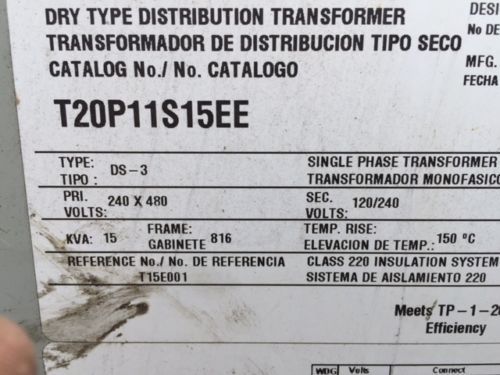 DRY TYPE DISTRIBUTION TRANSFORMER
TRANSFORMADOR DE DISTRIBUCION TIPO SECO
CATALOG No./ No. CATALOGO
T20P11S15EE
DESI
No DE
MFG.
FECHA
TYPE: DS-3 SINGLE PHASE TRANSFORMER
TIPO: TRANSFORMADOR MONOFASICO
PRI. 240 X 480 SEC. 120/240
VOLTS: VOLTS:
KVA: 15 FRAME: 816 TEMP. RISE: 150 ºC
GABINETE ELEVACION DE TEMP.:
REFERENCE No./ No. DE REFERENCIA CLASS 220 INSULATION SYSTEM
T15E001 SISTEMA DE AISLAMIENTO 220
Meets TP-1-20
Efficiency
WDG Volts Connect